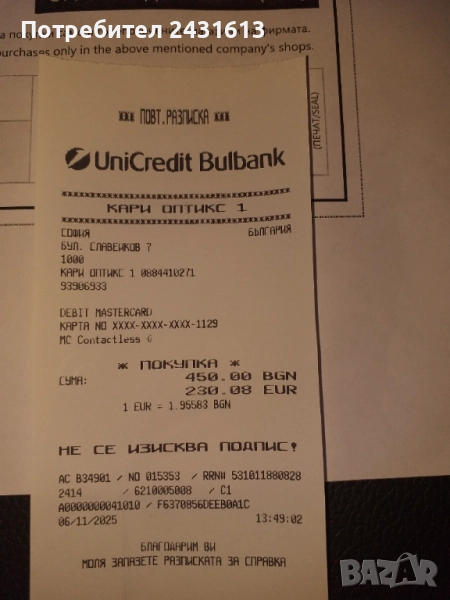 Потребител 2431613
urchases only in the above mentioned company's shops.
(ПЕЧАТ/SEAL)
*** ПОВТ.РАЗПИСКА ***
UniCredit Bulbank
КАРИ ОПТИКС 1
СОФИЯ БЪЛГАРИЯ
БУЛ. СЛАВЕЙКОВ 7
1000
КАРИ ОПТИКС 1 0884410271
93906933
DEBIT MASTERCARD
КАРТА NO XXXX-XXXX-XXXX-1129
MC Contactless
* ПОКУПКА *
СУМА: 450.00 BGN
230.08 EUR
1 EUR = 1.95583 BGN
НЕ СЕ ИЗИСКВА ПОДПИС!
AC B34901 / NO 015353 / RRN# 531011880828
2414 / 6210005008 / C1
A0000000041010 / F6370856DEEB0A1C
06/11/2025 13:49:02
БЛАГОДАРИМ ВИ
МОЛЯ ЗАПАЗЕТЕ РАЗПИСКАТА ЗА СПРАВКА
BAZAR